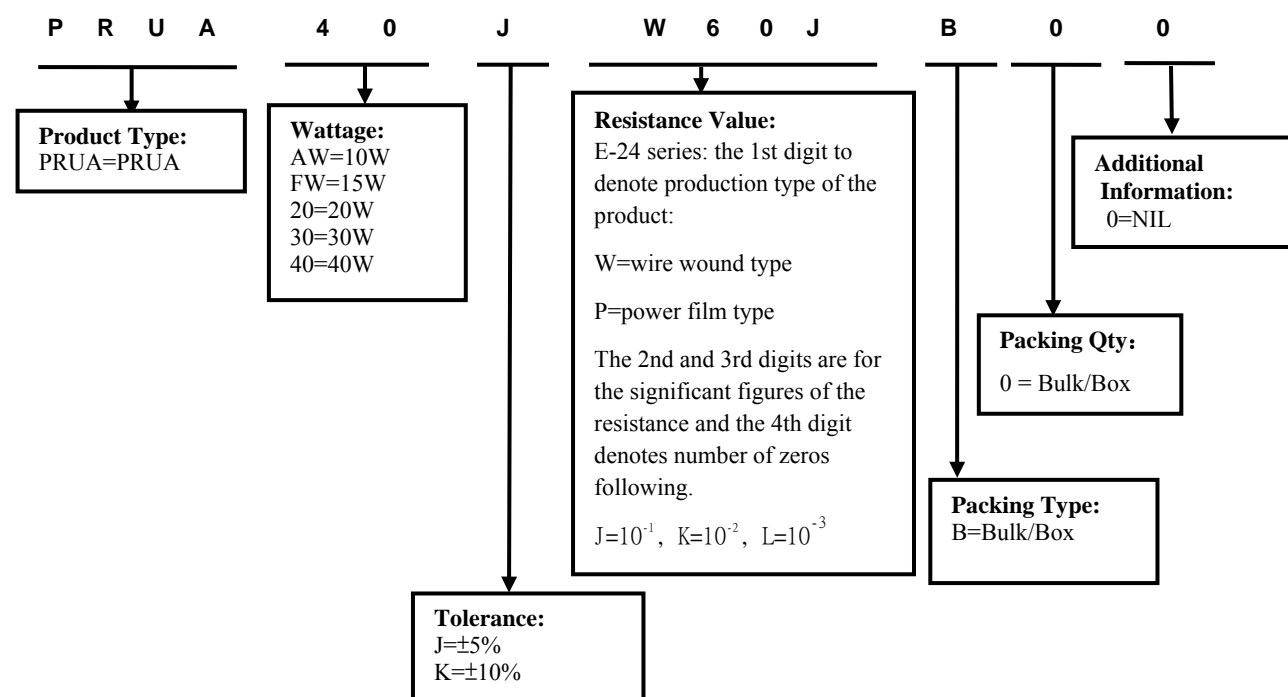 P R U A 4 0 J W 6 0 J B 0 0
Product Type:
PRUA=PRUA
Wattage:
AW=10W
FW=15W
20=20W
30=30W
40=40W
Resistance Value:
E-24 series: the 1st digit to
denote production type of the
product:
W=wire wound type
P=power film type
The 2nd and 3rd digits are for
the significant figures of the
resistance and the 4th digit
denotes number of zeros
following.
J=10⁻¹, K=10⁻², L=10⁻³
Additional
Information:
0=NIL
Packing Qty:
0 = Bulk/Box
Packing Type:
B=Bulk/Box
Tolerance:
J=±5%
K=±10%